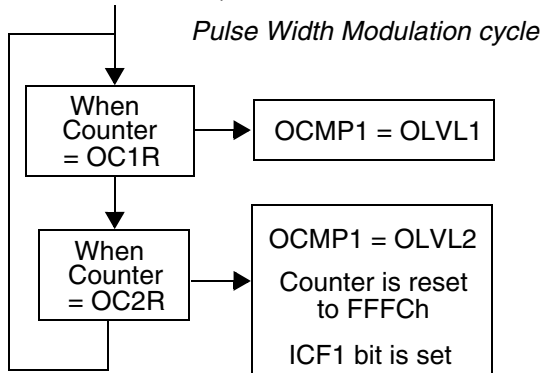 Pulse Width Modulation cycle
When
Counter
= OC1R
OCMP1 = OLVL1
When
Counter
= OC2R
OCMP1 = OLVL2
Counter is reset
to FFFCh
ICF1 bit is set